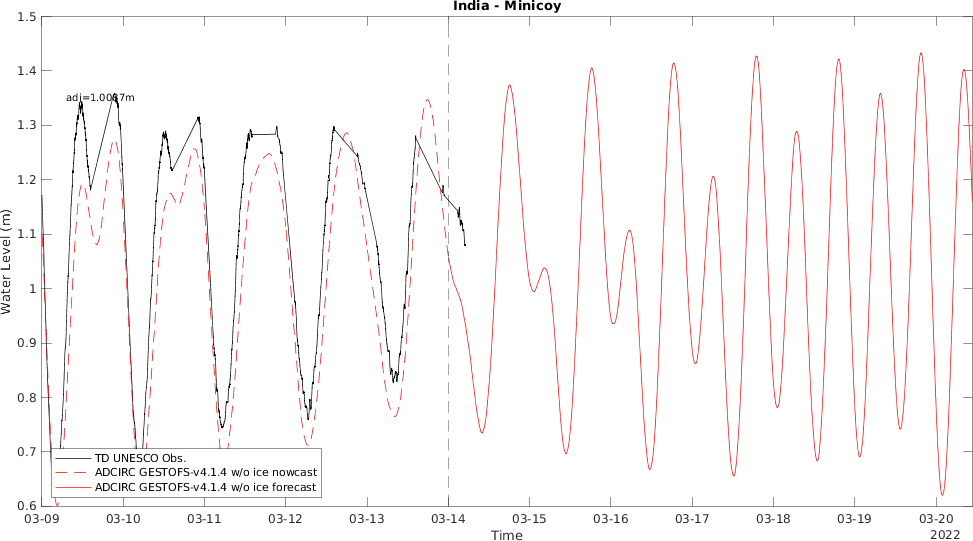 India - Minicoy
1.5
1.4
1.3
1.2
1.1
1
0.9
0.8
0.7
0.6
Water Level (m)
adj=1.0087m
TD UNESCO Obs.
ADCIRC GESTOFS-v4.1.4 w/o ice nowcast
ADCIRC GESTOFS-v4.1.4 w/o ice forecast
03-09 03-10 03-11 03-12 03-13 03-14 03-15 03-16 03-17 03-18 03-19 03-20
Time 2022